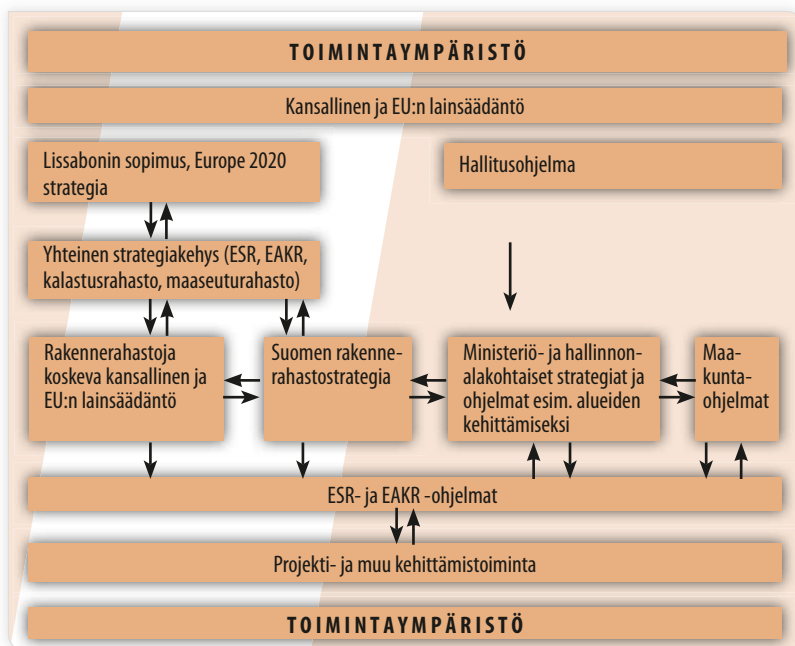 TOIMINTAYMPÄRISTÖ
Kansallinen ja EU:n lainsäädäntö
Lissabonin sopimus, Europe 2020
strategia
Hallitusohjelma
Yhteinen strategiakehys (ESR, EAKR,
kalastusrahasto, maaseuturahasto)
Rakennerahastoja
koskeva kansallinen ja
EU:n lainsäädäntö
Suomen rakenne-
rahastostrategia
Ministeriö- ja hallinnon-
alakohtaiset strategiat ja
ohjelmat esim. alueiden
kehittämiseksi
Maa-
kunta-
ohjelmat
ESR- ja EAKR -ohjelmat
Projekti- ja muu kehittämistoiminta
TOIMINTAYMPÄRISTÖ